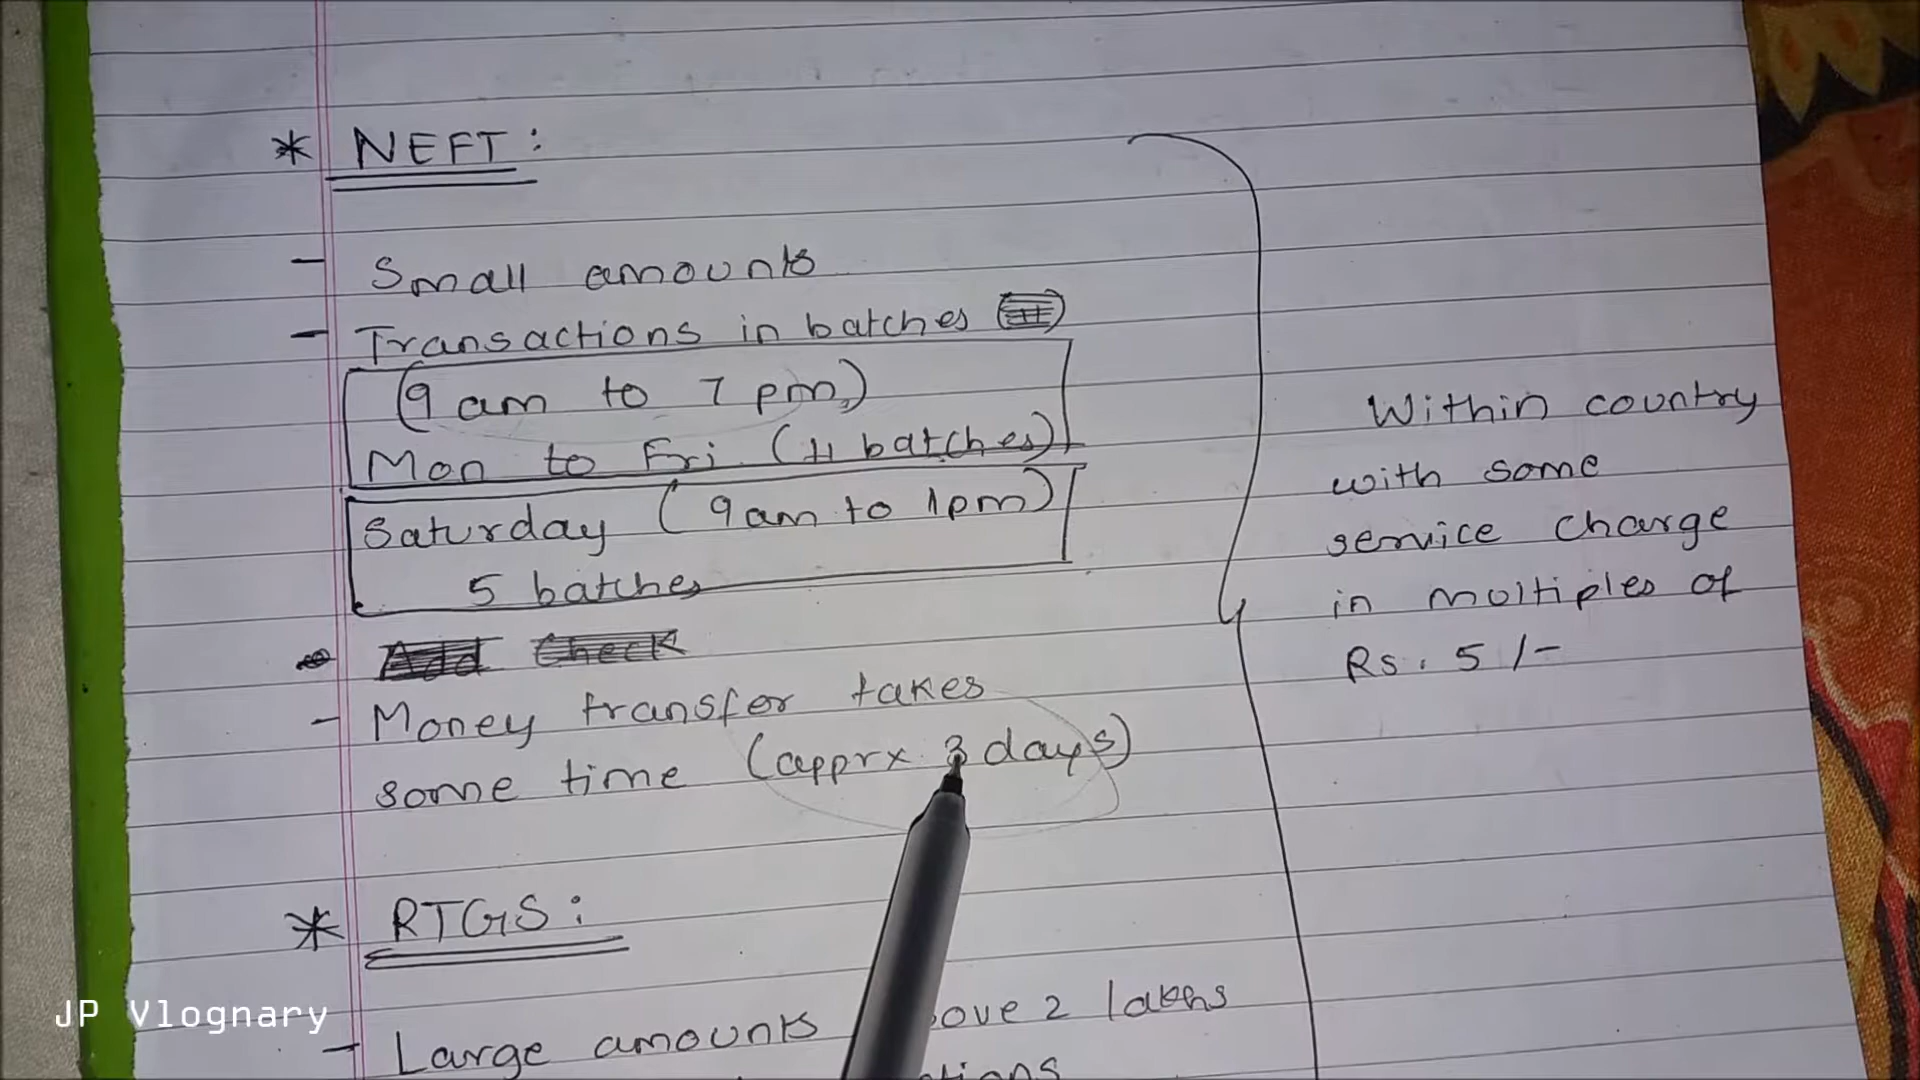 * NEFT:
- Small amounts
- Transactions in batches
(9 am to 7 pm)
Mon to Fri. (11 batches)
Saturday (9am to 1pm)
5 batches
Add Check
- Money transfer takes
some time (apprx. 3 days)
Within country
with some
service charge
in multiples of
Rs. 5/-
* RTGS:
- Large amounts 2 lakhs
JP Vlognary